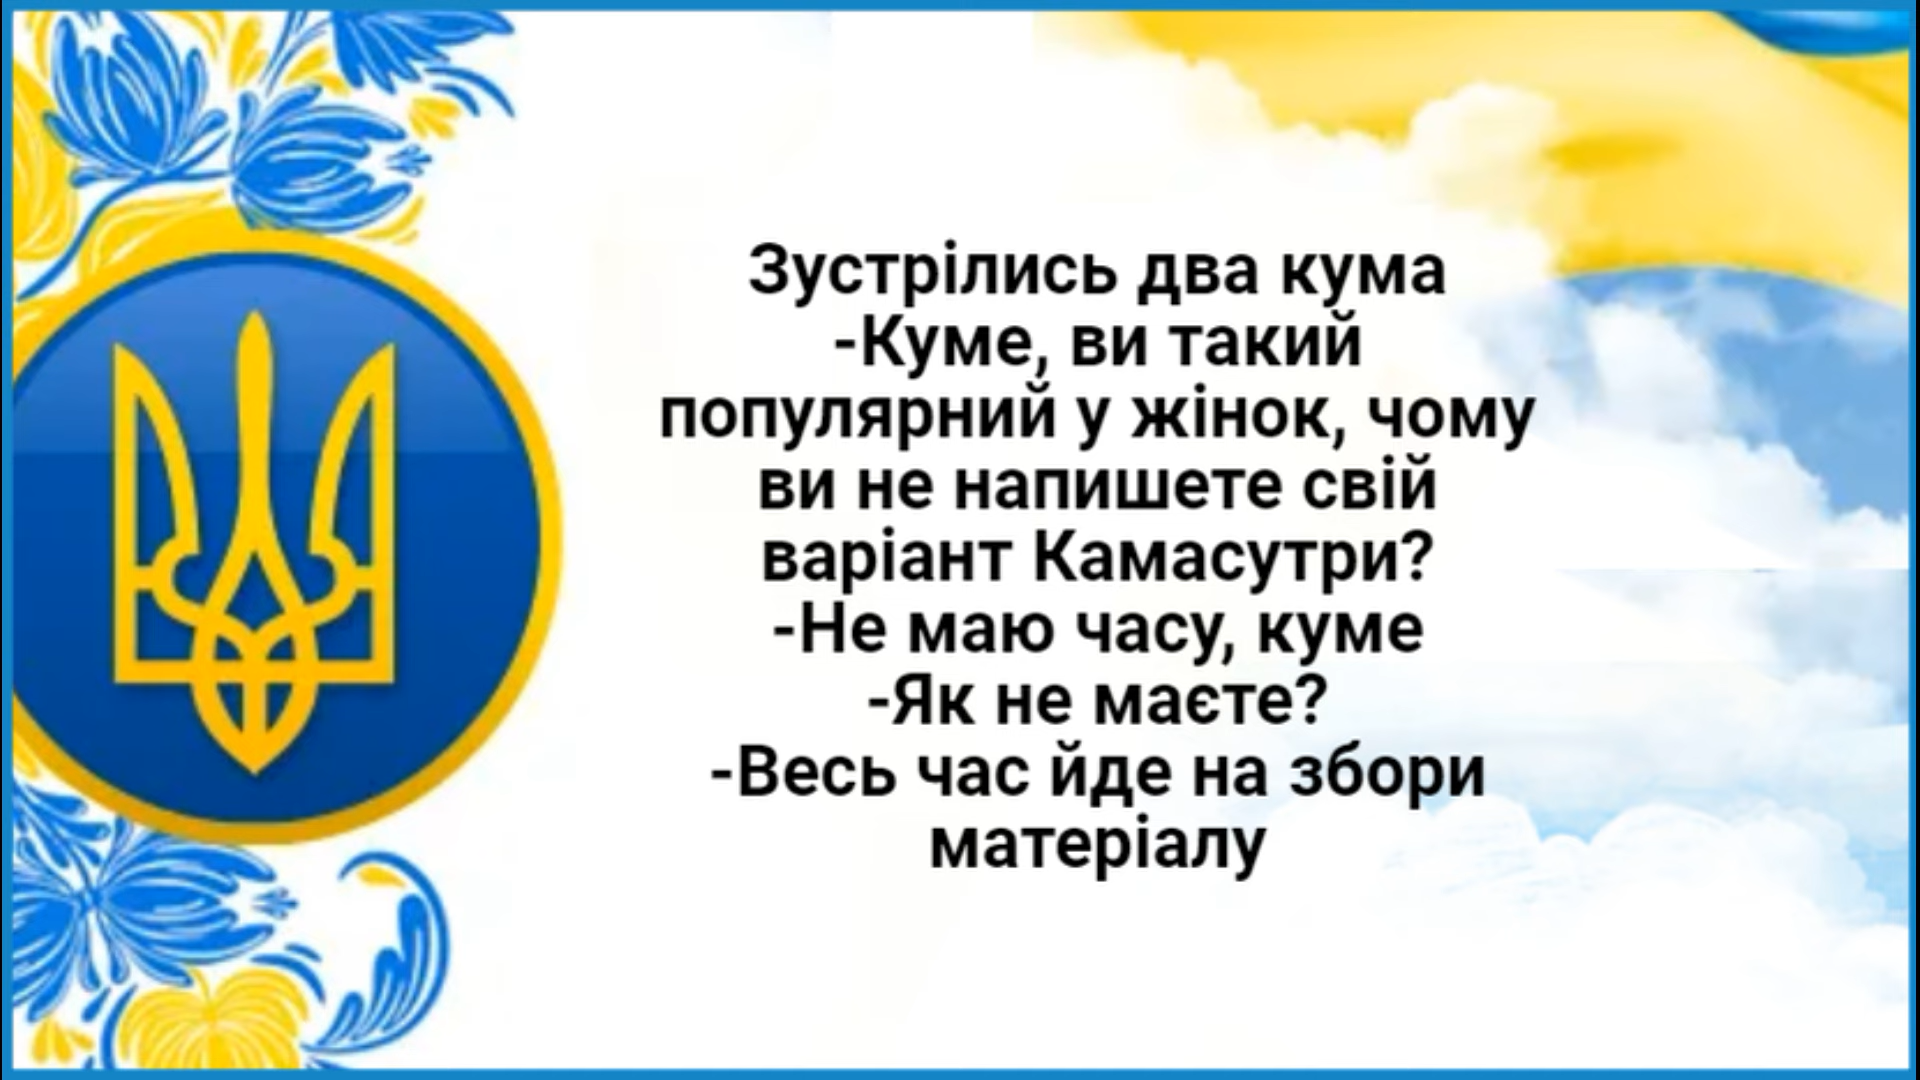 Зустрілись два кума
-Куме, ви такий
популярний у жінок, чому
ви не напишете свій
варіант Камасутри?
-Не маю часу, куме
-Як не маєте?
-Весь час йде на збори
матеріалу